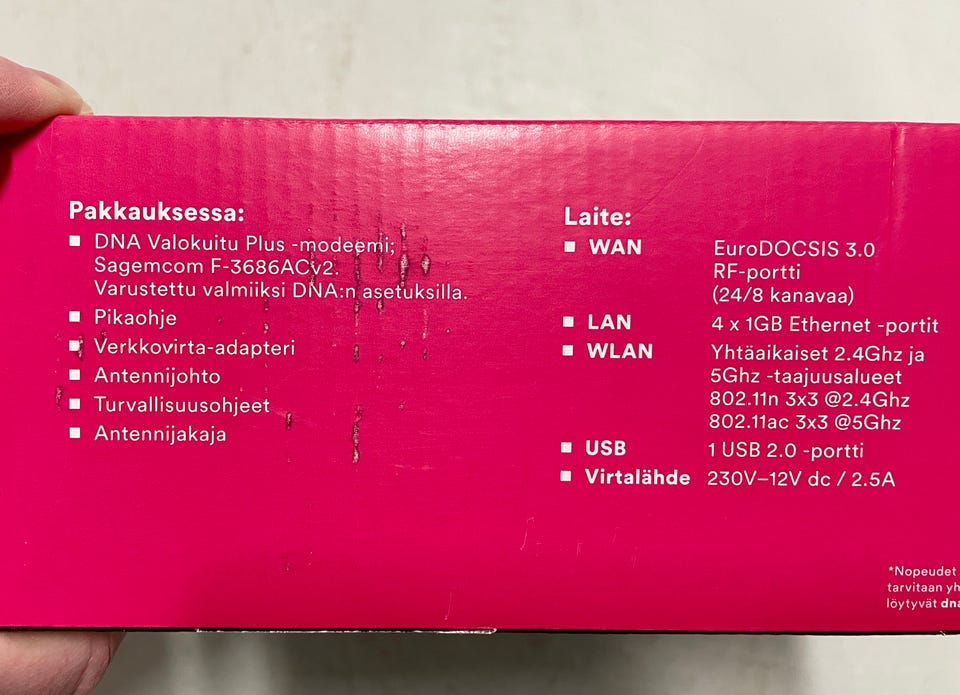 Pakkauksessa:
DNA Valokuitu Plus -modeemi;
Sagemcom F-3686ACv2.
Varustettu valmiiksi DNA:n asetuksilla.
Pikaohje
Verkkovirta-adapteri
Antennijohto
Turvallisuusohjeet
Antennijakaja
Laite:
WAN EuroDOCSIS 3.0
RF-portti
(24/8 kanavaa)
LAN 4 x 1GB Ethernet -portit
WLAN Yhtäaikaiset 2.4Ghz ja
5Ghz -taajuusalueet
802.11n 3x3 @2.4Ghz
802.11ac 3x3 @5Ghz
USB 1 USB 2.0 -portti
Virtalähde 230V–12V dc / 2.5A
*Nopeudet
tarvitaan yh
löytyvät dna